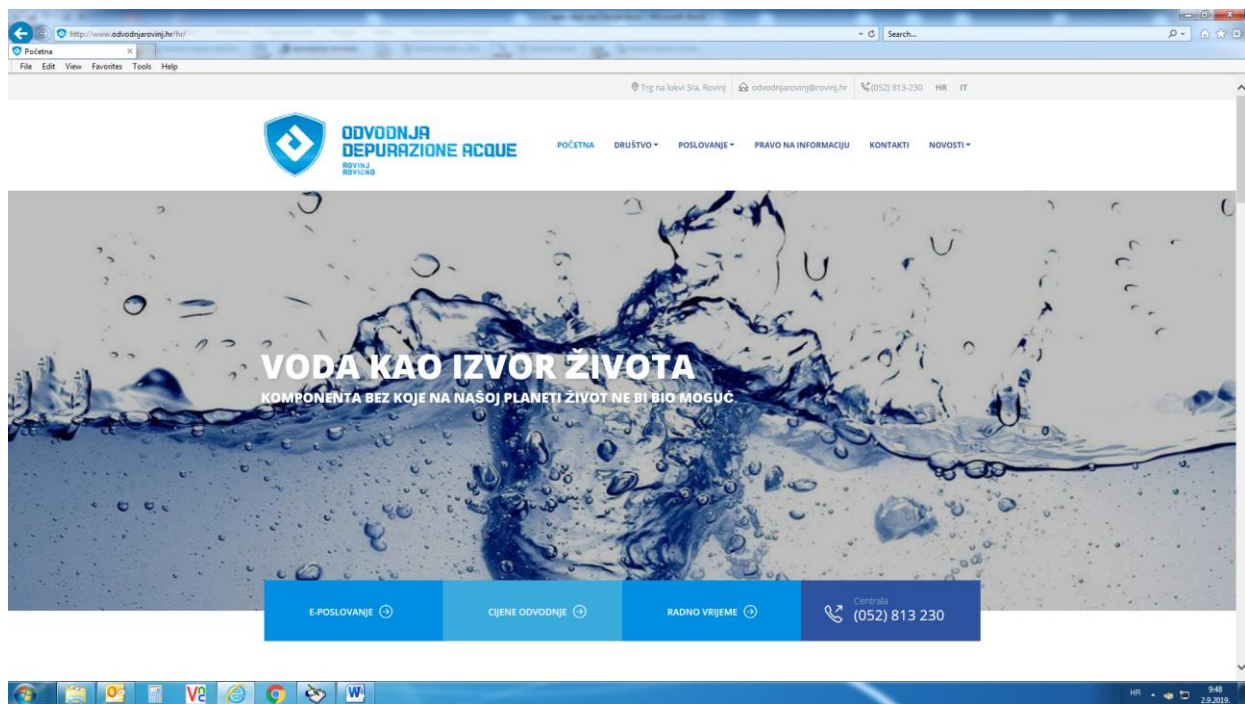 http://www.odvodnjarovinj.hr/hr/
Search...
Početna
File Edit View Favorites Tools Help
Trg na lokvi 3/a, Rovinj odvodnjarovinj@rovinj.hr (052) 813-230 HR IT
ODVODNJA
DEPURAZIONE ACQUE
ROVINJ
ROVIGNO
POČETNA DRUŠTVO POSLOVANJE PRAVO NA INFORMACIJU KONTAKTI NOVOSTI
VODA KAO IZVOR ŽIVOTA
KOMPONENTA BEZ KOJE NA NAŠOJ PLANETI ŽIVOT NE BI BIO MOGUĆ
E-POSLOVANJE
CIJENE ODVODNJE
RADNO VRIJEME
Centrala
(052) 813 230
HR
9:48
2.9.2019.